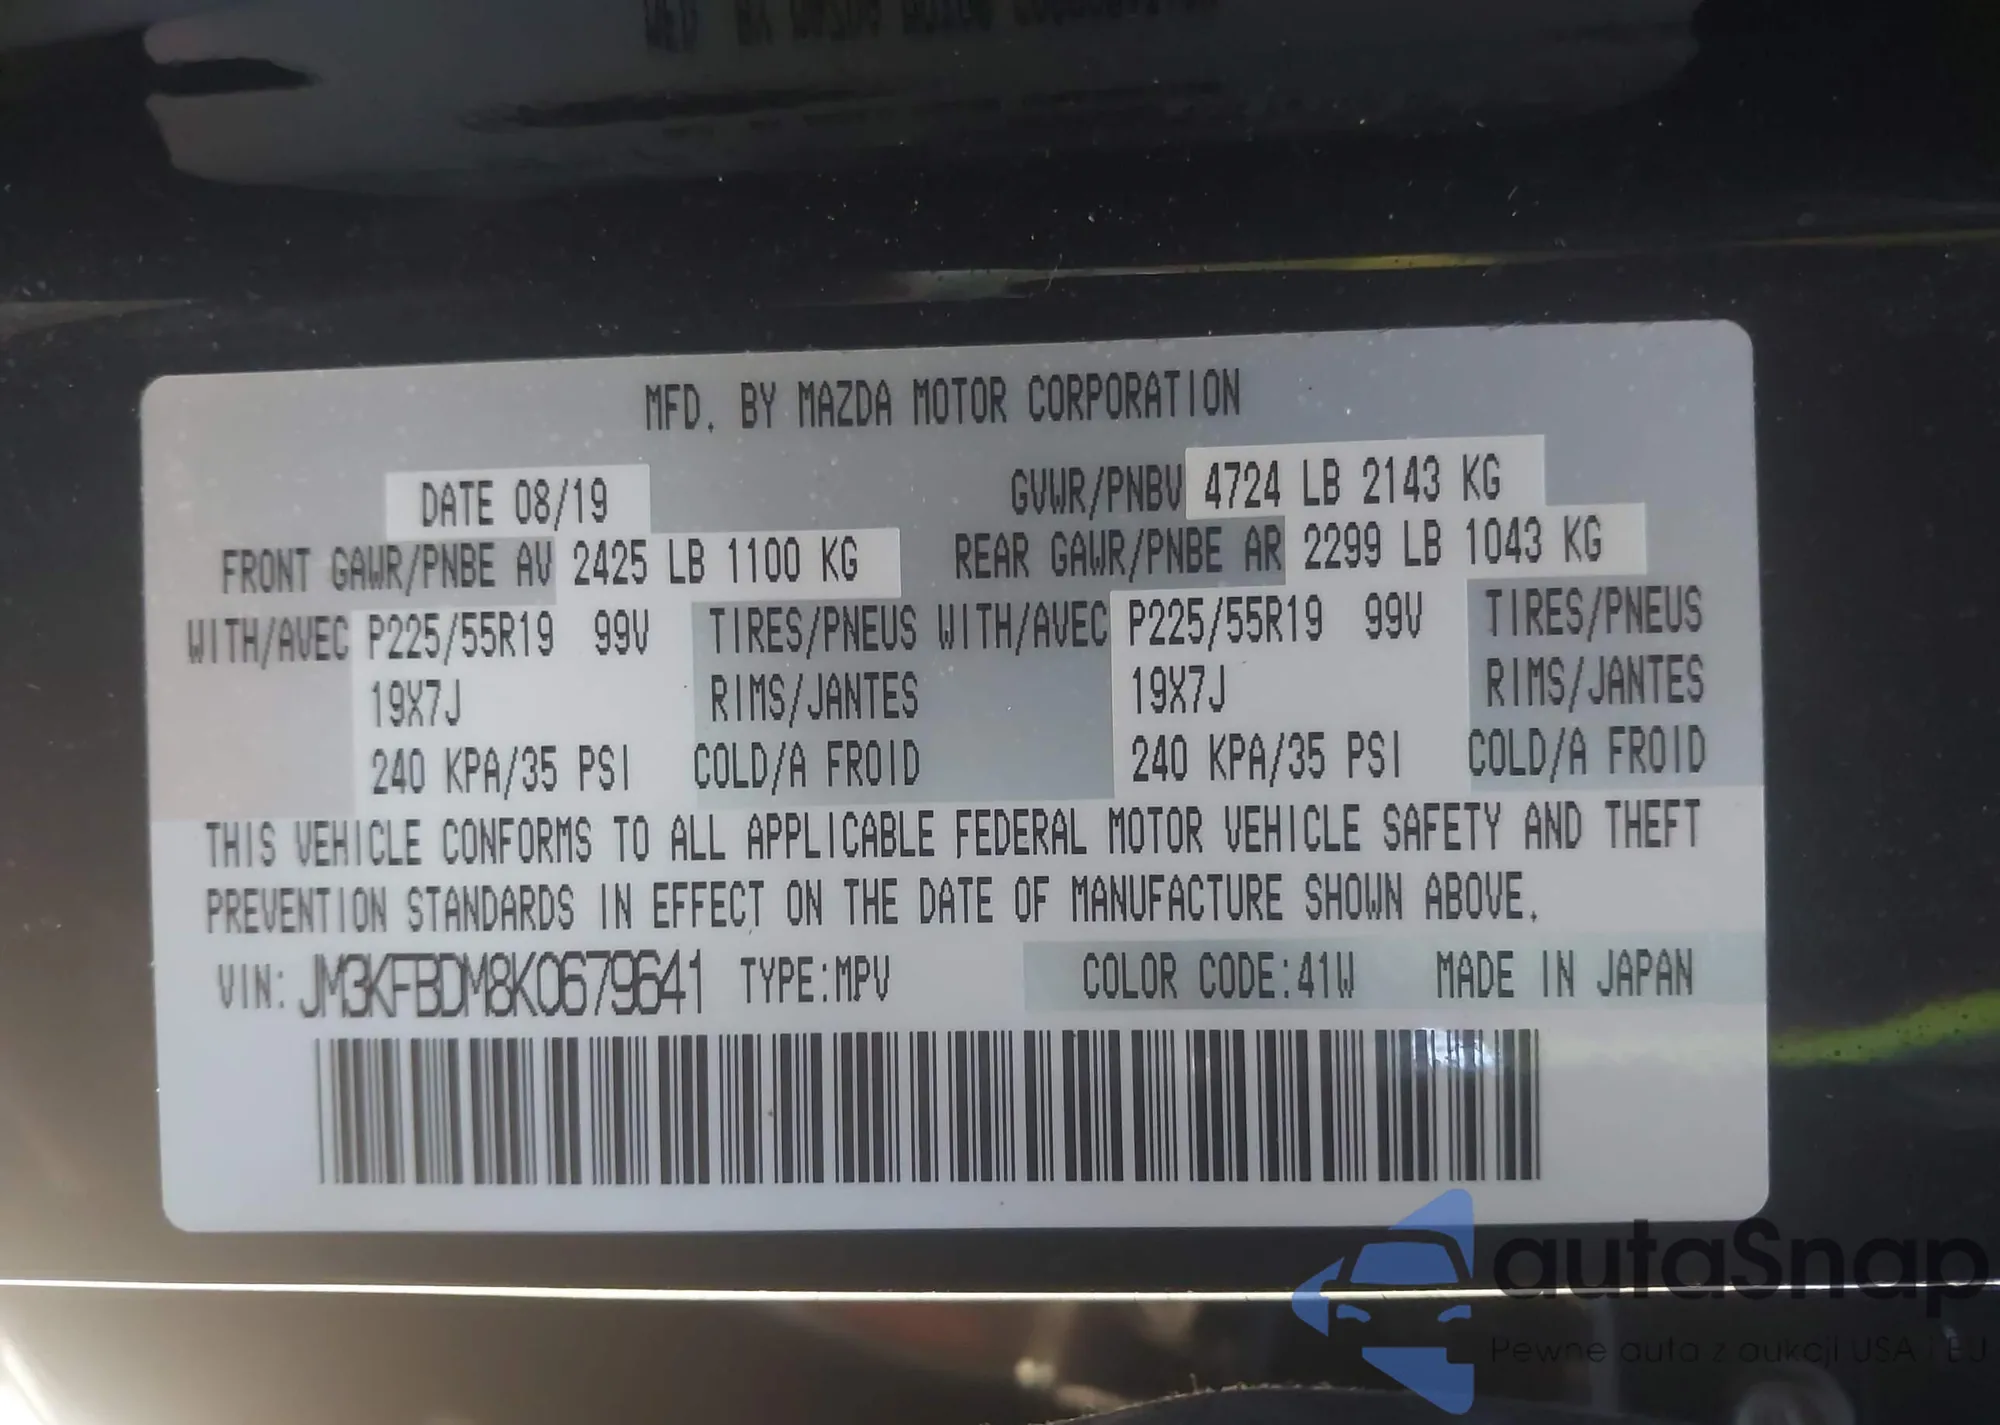 MFD. BY MAZDA MOTOR CORPORATION
DATE 08/19 GVWR/PNBV 4724 LB 2143 KG
FRONT GAWR/PNBE AV 2425 LB 1100 KG REAR GAWR/PNBE AR 2299 LB 1043 KG
WITH/AVEC P225/55R19 99V TIRES/PNEUS WITH/AVEC P225/55R19 99V TIRES/PNEUS
19X7J RIMS/JANTES 19X7J RIMS/JANTES
240 KPA/35 PSI COLD/A FROID 240 KPA/35 PSI COLD/A FROID
THIS VEHICLE CONFORMS TO ALL APPLICABLE FEDERAL MOTOR VEHICLE SAFETY AND THEFT
PREVENTION STANDARDS IN EFFECT ON THE DATE OF MANUFACTURE SHOWN ABOVE.
VIN: JM3KFBDM8K0679641 TYPE:MPV COLOR CODE:41W MADE IN JAPAN
autaSnap
Pewne auta z aukcji USA i EU